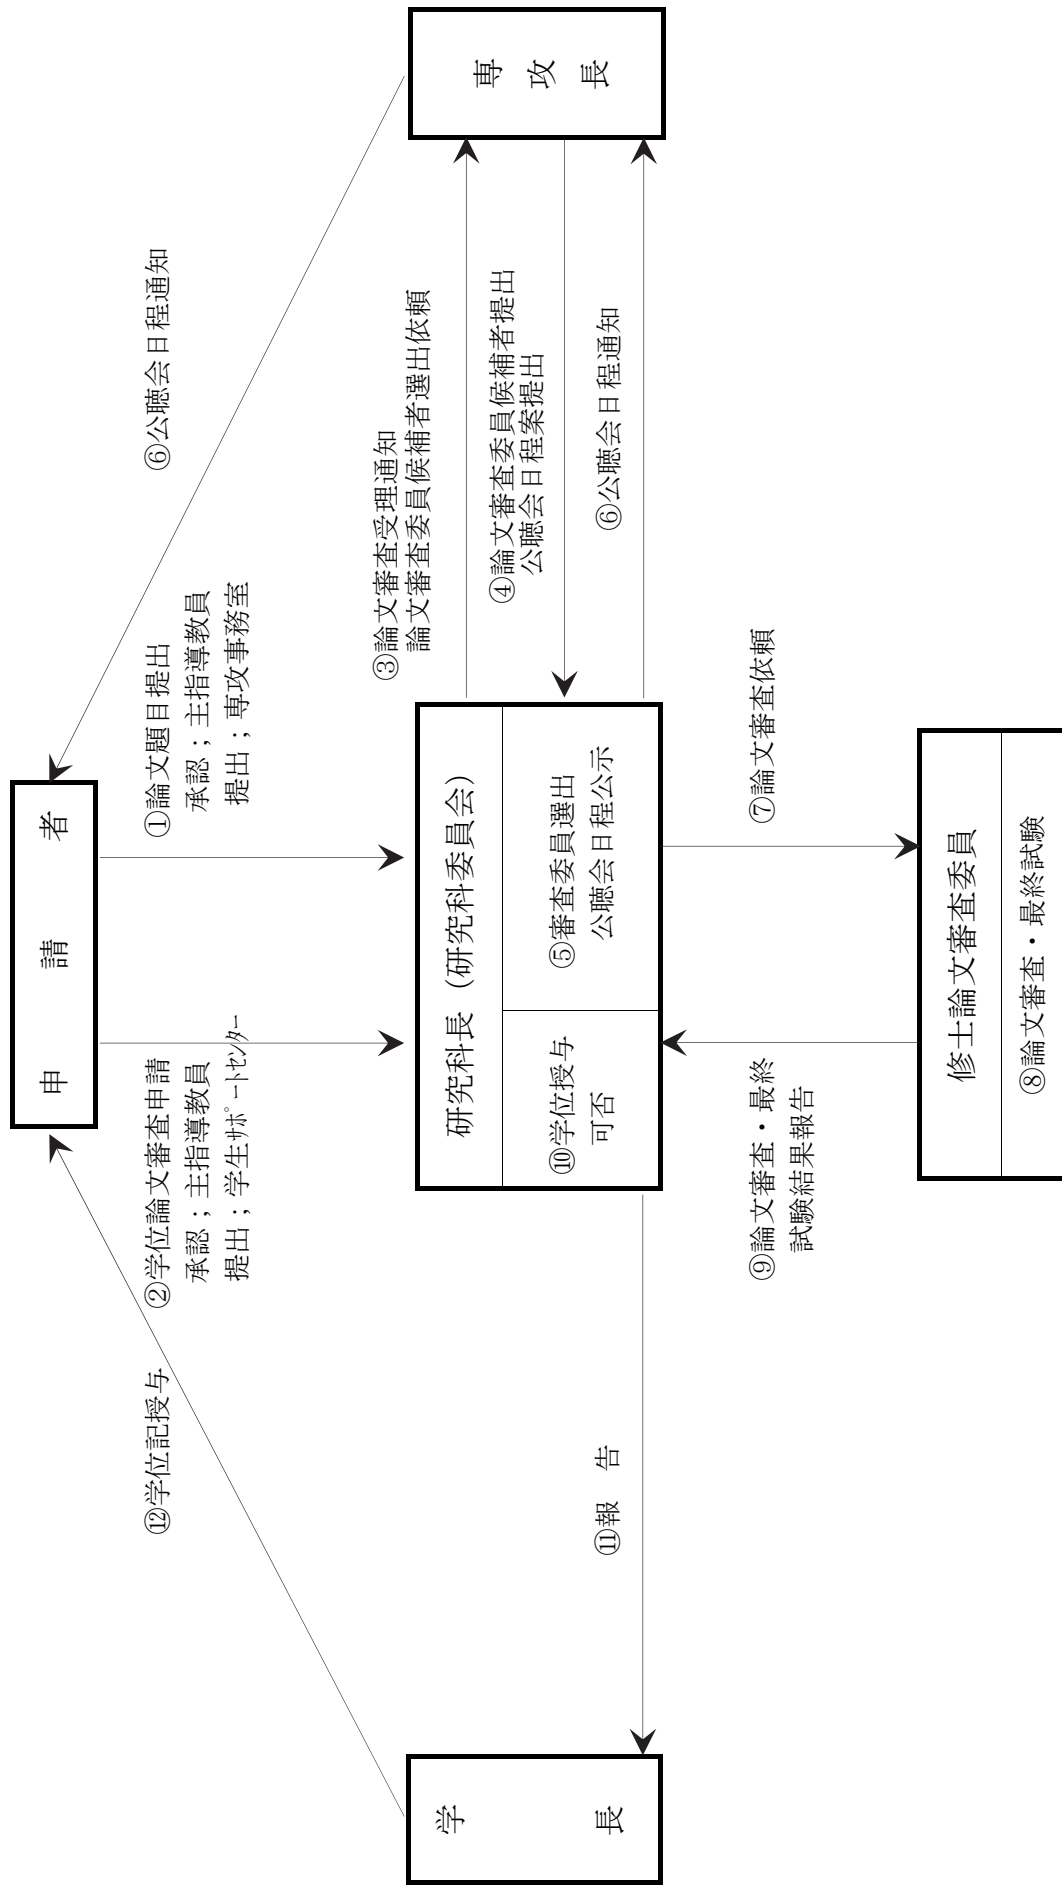 申請者
⑫学位記授与
②学位論文審査申請
承認；主指導教員
提出；学生ｻﾎﾟｰﾄｾﾝﾀｰ
①論文題目提出
承認；主指導教員
提出；専攻事務室
⑥公聴会日程通知
学長
⑪報告
研究科長（研究科委員会）
⑩学位授与
可否
⑤審査委員選出
公聴会日程公示
③論文審査受理通知
論文審査委員候補者選出依頼
④論文審査委員候補者提出
公聴会日程案提出
⑥公聴会日程通知
専攻長
⑨論文審査・最終
試験結果報告
⑦論文審査依頼
修士論文審査委員
⑧論文審査・最終試験